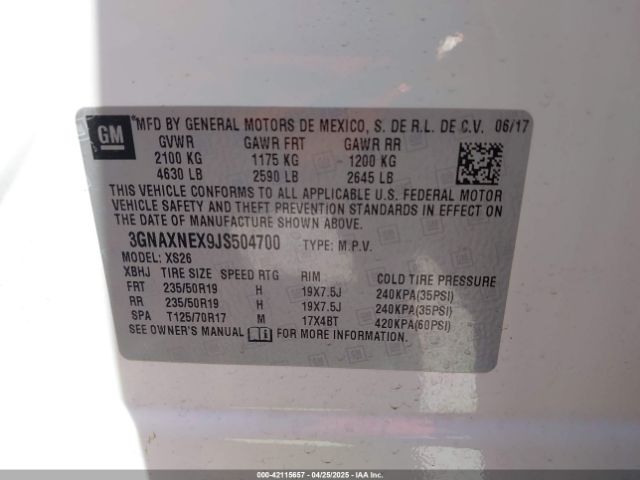 GM
*MFD BY GENERAL MOTORS DE MEXICO, S. DE R.L. DE C.V. 06/17
GVWR GAWR FRT GAWR RR
2100 KG 1175 KG 1200 KG
4630 LB 2590 LB 2645 LB
THIS VEHICLE CONFORMS TO ALL APPLICABLE U.S. FEDERAL MOTOR
VEHICLE SAFETY AND THEFT PREVENTION STANDARDS IN EFFECT ON
THE DATE OF MANUFACTURE SHOWN ABOVE.
3GNAXNEX9JS504700 TYPE: M.P.V.
MODEL: XS26
XBHJ TIRE SIZE SPEED RTG RIM COLD TIRE PRESSURE
FRT 235/50R19 H 19X7.5J 240KPA(35PSI)
RR 235/50R19 H 19X7.5J 240KPA(35PSI)
SPA T125/70R17 M 17X4BT 420KPA(60PSI)
SEE OWNER'S MANUAL FOR MORE INFORMATION.
000-42115657 - 04/25/2025 - IAA Inc.